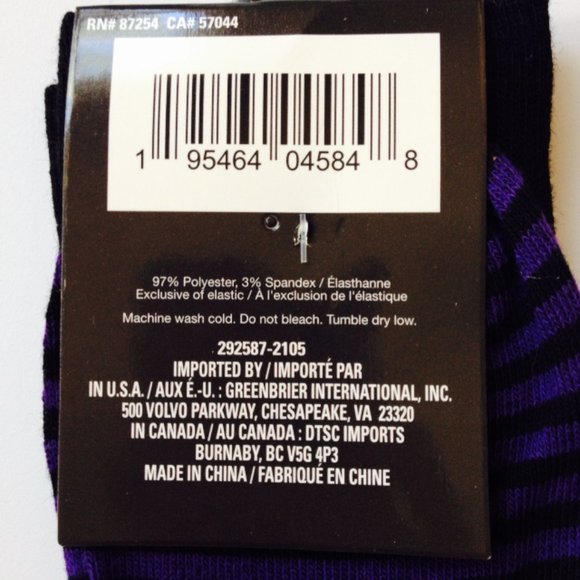 RN# 87254 CA# 57044
1 95464 04584 8
97% Polyester, 3% Spandex / Élasthanne
Exclusive of elastic / À l'exclusion de l'élastique
Machine wash cold. Do not bleach. Tumble dry low.
292587-2105
IMPORTED BY / IMPORTÉ PAR
IN U.S.A. / AUX É.-U. : GREENBRIER INTERNATIONAL, INC.
500 VOLVO PARKWAY, CHESAPEAKE, VA 23320
IN CANADA / AU CANADA : DTSC IMPORTS
BURNABY, BC V5G 4P3
MADE IN CHINA / FABRIQUÉ EN CHINE